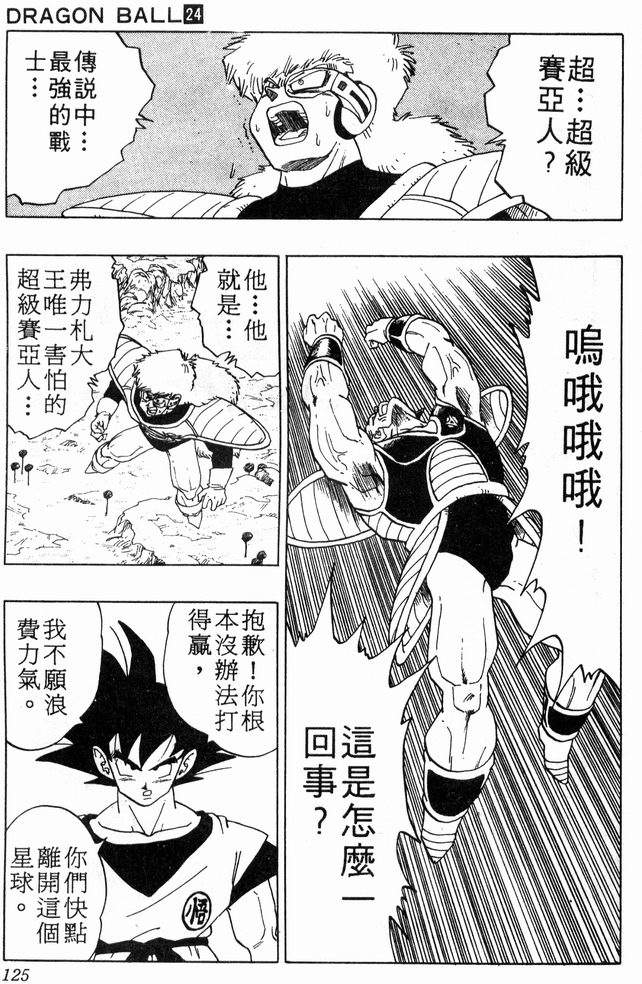 DRAGON BALL 24
超…超級
賽亞人?
傳說中…
最強的戰
士…
嗚哦哦哦!
這是怎麼一
回事?
他…他
就是…
弗力札大
王唯一害怕的
超級賽亞人…
抱歉!你根
本沒辦法打
得贏,
我不願浪
費力氣。
你們快點
離開這個
星球。
悟
125